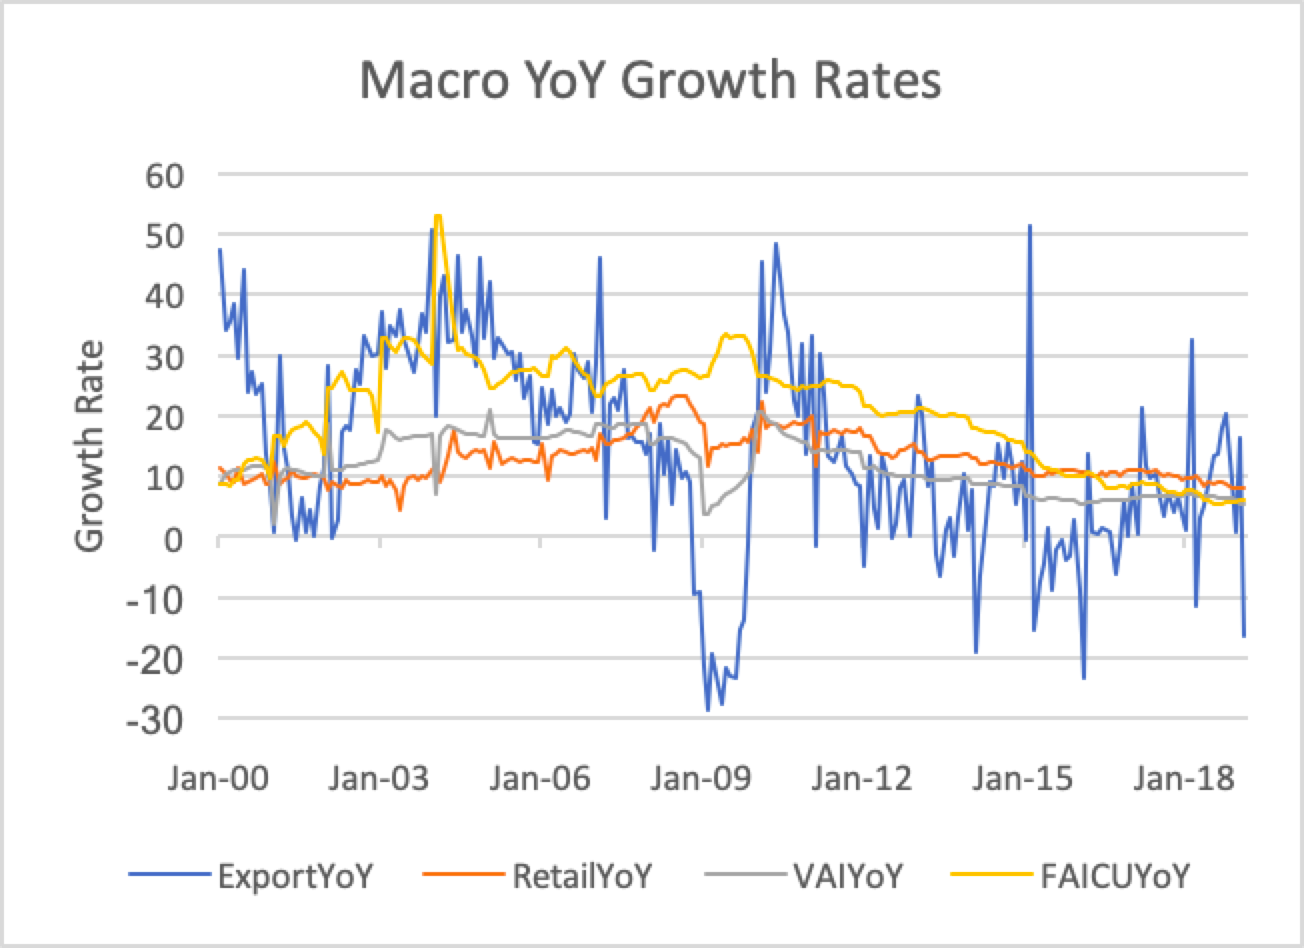 Macro YoY Growth Rates
Growth Rate
60
50
40
30
20
10
0
-10
-20
-30
Jan-00 Jan-03 Jan-06 Jan-09 Jan-12 Jan-15 Jan-18
ExportYoY RetailYoY VAIYoY FAICUYoY